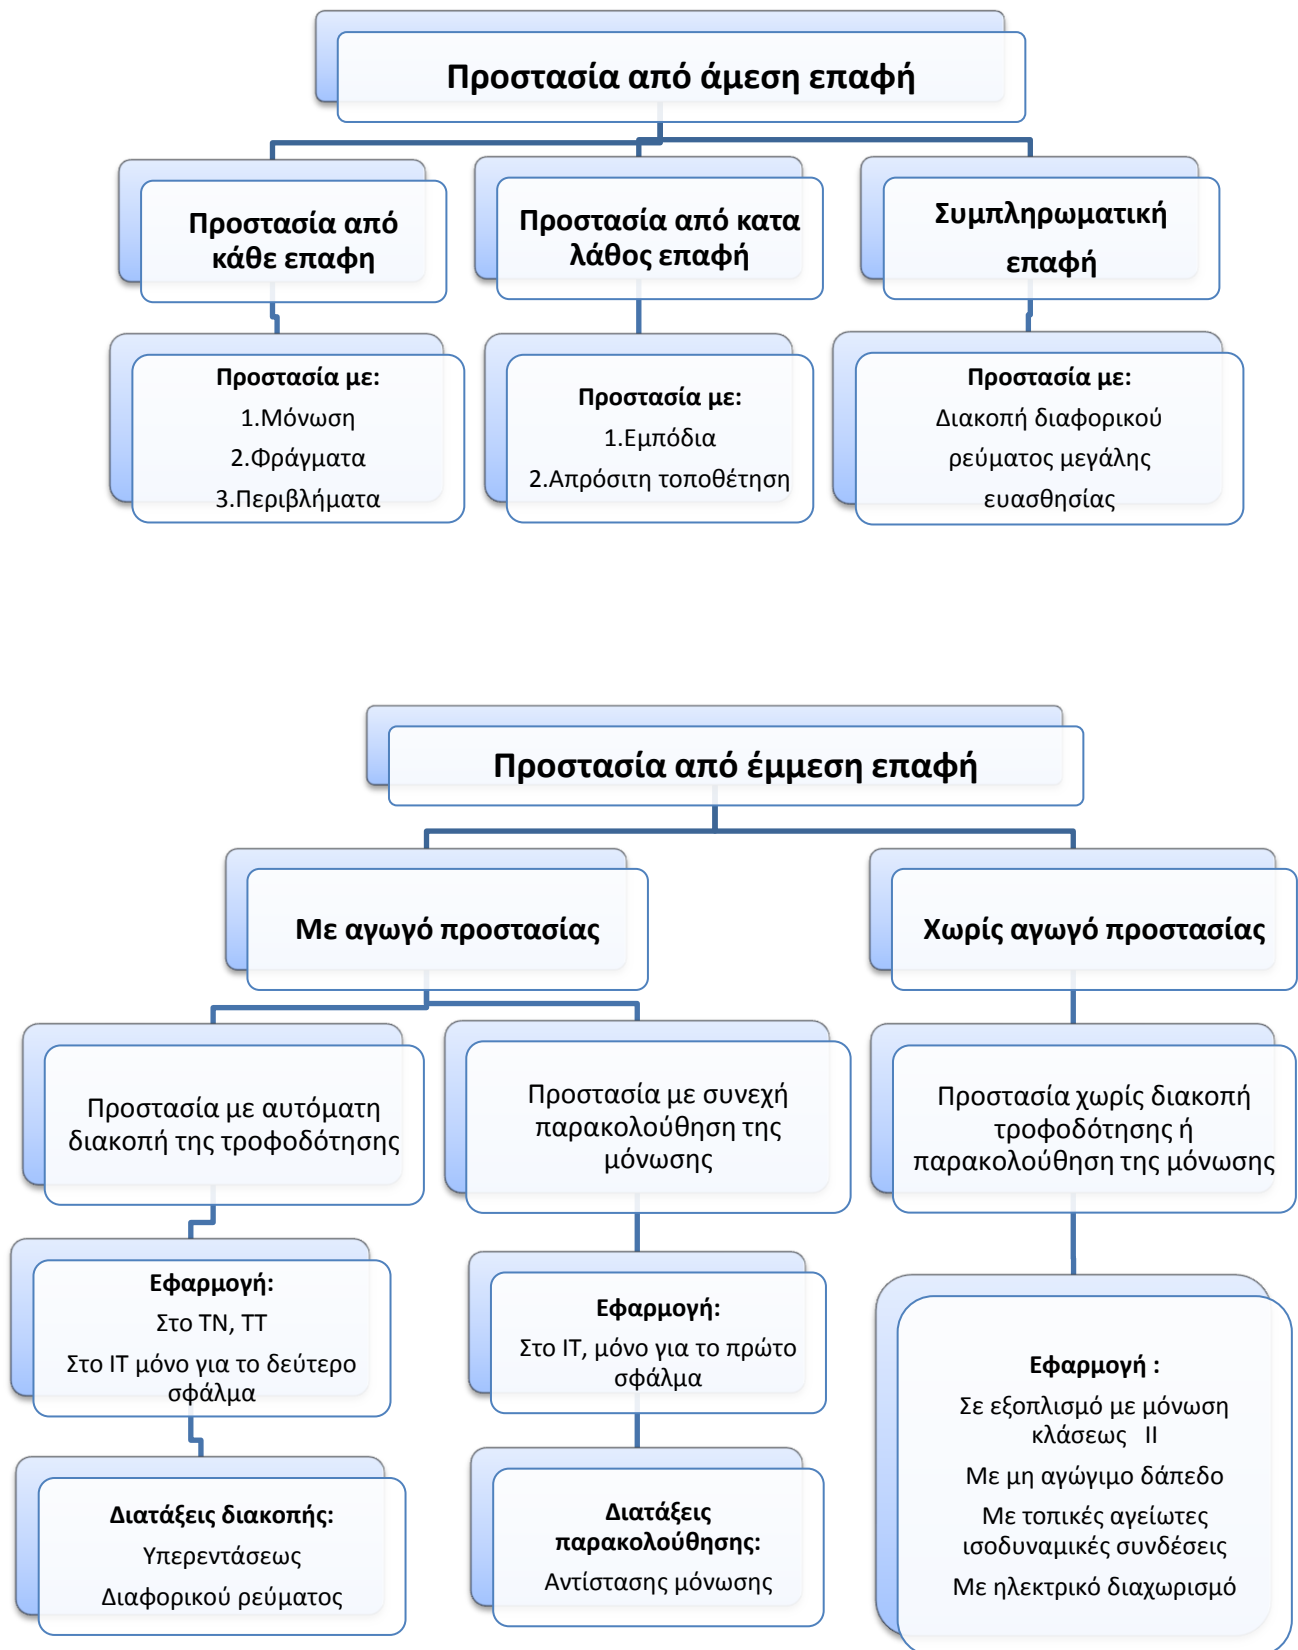 Προστασία από άμεση επαφή
Προστασία από
κάθε επαφη
Προστασία από κατα
λάθος επαφή
Συμπληρωματική
επαφή
Προστασία με:
1.Μόνωση
2.Φράγματα
3.Περιβλήματα
Προστασία με:
1.Εμπόδια
2.Απρόσιτη τοποθέτηση
Προστασία με:
Διακοπή διαφορικού
ρεύματος μεγάλης
ευασθησίας
Προστασία από έμμεση επαφή
Με αγωγό προστασίας
Χωρίς αγωγό προστασίας
Προστασία με αυτόματη
διακοπή της τροφοδότησης
Προστασία με συνεχή
παρακολούθηση της
μόνωσης
Προστασία χωρίς διακοπή
τροφοδότησης ή
παρακολούθηση της μόνωσης
Εφαρμογή:
Στο ΤΝ, ΤΤ
Στο ΙΤ μόνο για το δεύτερο
σφάλμα
Εφαρμογή:
Στο ΙΤ, μόνο για το πρώτο
σφάλμα
Εφαρμογή :
Σε εξοπλισμό με μόνωση
κλάσεως ΙΙ
Με μη αγώγιμο δάπεδο
Με τοπικές αγείωτες
ισοδυναμικές συνδέσεις
Με ηλεκτρικό διαχωρισμό
Διατάξεις διακοπής:
Υπερεντάσεως
Διαφορικού ρεύματος
Διατάξεις
παρακολούθησης:
Αντίστασης μόνωσης